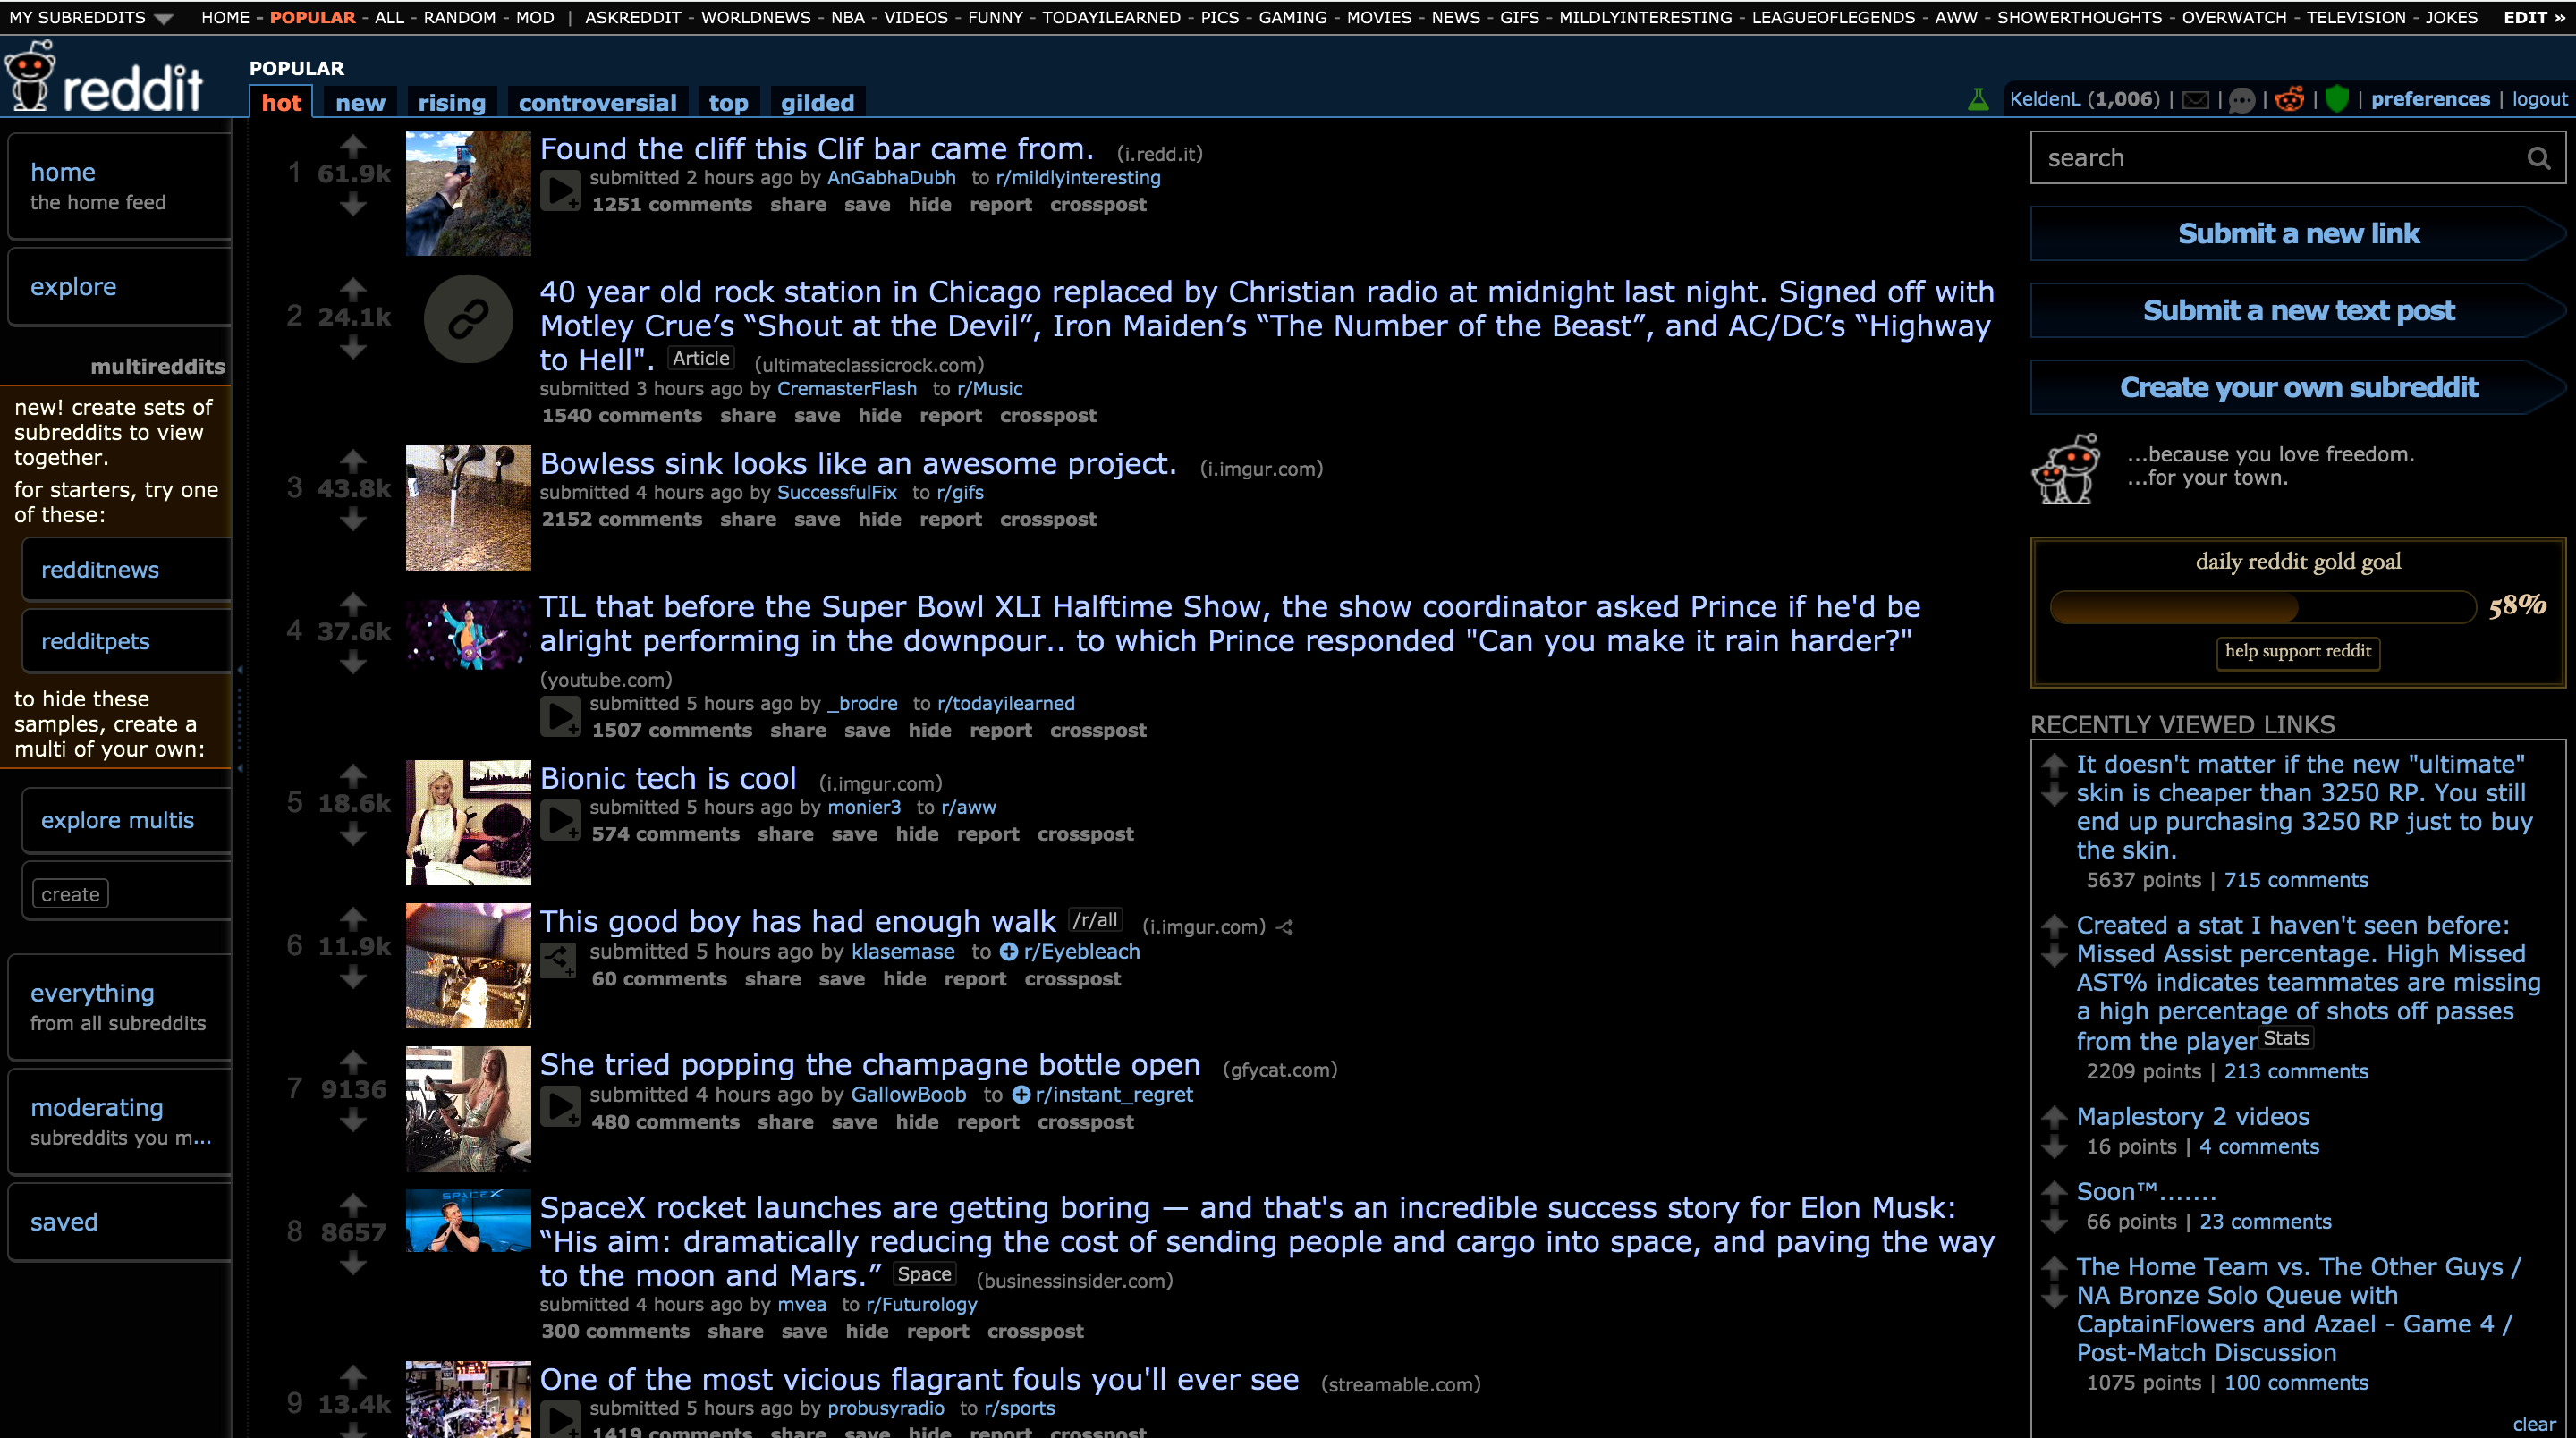 MY SUBREDDITS HOME - POPULAR - ALL - RANDOM - MOD | ASKREDDIT - WORLDNEWS - NBA - VIDEOS - FUNNY - TODAYILEARNED - PICS - GAMING - MOVIES - NEWS - GIFS - MILDLYINTERESTING - LEAGUEOFLEGENDS - AWW - SHOWERTHOUGHTS - OVERWATCH - TELEVISION - JOKES EDIT »
reddit POPULAR
hot new rising controversial top gilded
KeldenL (1,006) | | | | | preferences | logout
home
the home feed
explore
multireddits
new! create sets of
subreddits to view
together.
for starters, try one
of these:
redditnews
redditpets
to hide these
samples, create a
multi of your own:
explore multis
create
everything
from all subreddits
moderating
subreddits you m...
saved
1 61.9k
Found the cliff this Clif bar came from. (i.redd.it)
submitted 2 hours ago by AnGabhaDubh to r/mildlyinteresting
1251 comments share save hide report crosspost
2 24.1k
40 year old rock station in Chicago replaced by Christian radio at midnight last night. Signed off with
Motley Crue’s “Shout at the Devil”, Iron Maiden’s “The Number of the Beast”, and AC/DC’s “Highway
to Hell". Article (ultimateclassicrock.com)
submitted 3 hours ago by CremasterFlash to r/Music
1540 comments share save hide report crosspost
3 43.8k
Bowless sink looks like an awesome project. (i.imgur.com)
submitted 4 hours ago by SuccessfulFix to r/gifs
2152 comments share save hide report crosspost
4 37.6k
TIL that before the Super Bowl XLI Halftime Show, the show coordinator asked Prince if he'd be
alright performing in the downpour.. to which Prince responded "Can you make it rain harder?"
(youtube.com)
submitted 5 hours ago by _brodre to r/todayilearned
1507 comments share save hide report crosspost
5 18.6k
Bionic tech is cool (i.imgur.com)
submitted 5 hours ago by monier3 to r/aww
574 comments share save hide report crosspost
6 11.9k
This good boy has had enough walk /r/all (i.imgur.com)
submitted 5 hours ago by klasemase to r/Eyebleach
60 comments share save hide report crosspost
7 9136
She tried popping the champagne bottle open (gfycat.com)
submitted 4 hours ago by GallowBoob to r/instant_regret
480 comments share save hide report crosspost
8 8657
SPACEX
SpaceX rocket launches are getting boring — and that's an incredible success story for Elon Musk:
“His aim: dramatically reducing the cost of sending people and cargo into space, and paving the way
to the moon and Mars.” Space (businessinsider.com)
submitted 4 hours ago by mvea to r/Futurology
300 comments share save hide report crosspost
9 13.4k
One of the most vicious flagrant fouls you'll ever see (streamable.com)
submitted 5 hours ago by probusyradio to r/sports
1419 comments share save hide report crosspost
search
Submit a new link
Submit a new text post
Create your own subreddit
...because you love freedom.
...for your town.
daily reddit gold goal
58%
help support reddit
RECENTLY VIEWED LINKS
It doesn't matter if the new "ultimate"
skin is cheaper than 3250 RP. You still
end up purchasing 3250 RP just to buy
the skin.
5637 points | 715 comments
Created a stat I haven't seen before:
Missed Assist percentage. High Missed
AST% indicates teammates are missing
a high percentage of shots off passes
from the player Stats
2209 points | 213 comments
Maplestory 2 videos
16 points | 4 comments
Soon™.......
66 points | 23 comments
The Home Team vs. The Other Guys /
NA Bronze Solo Queue with
CaptainFlowers and Azael - Game 4 /
Post-Match Discussion
1075 points | 100 comments
clear